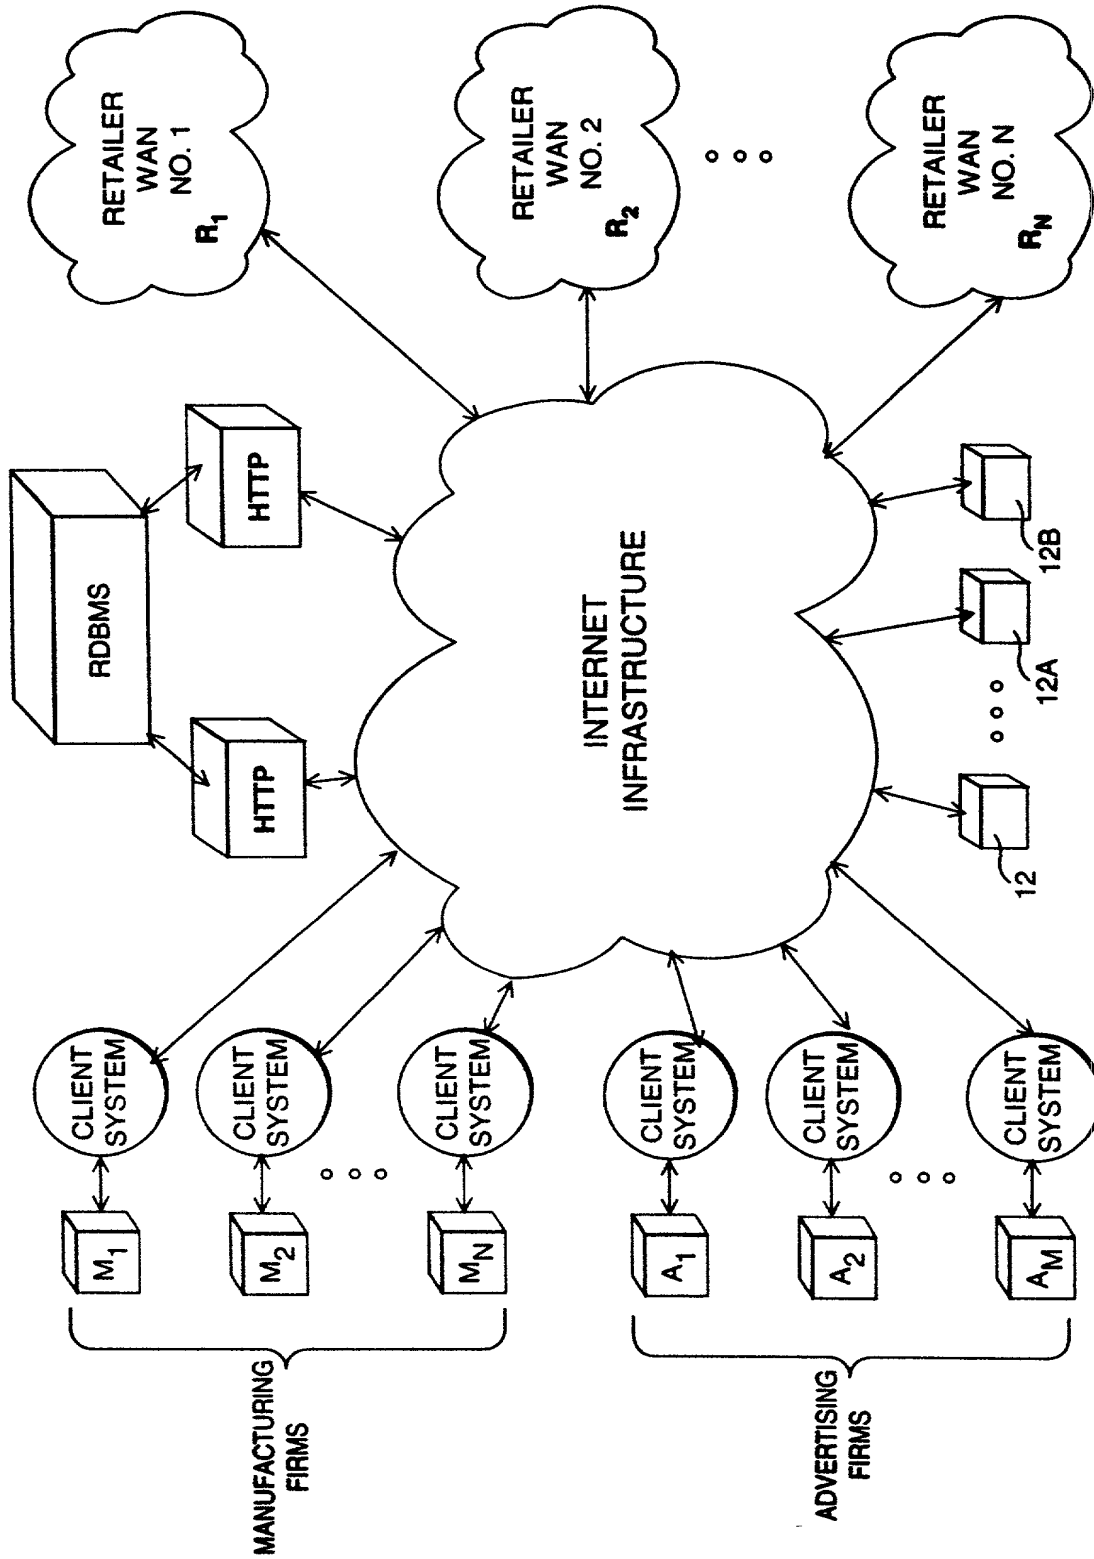 MANUFACTURING
FIRMS
M1
M2
MN
CLIENT
SYSTEM
CLIENT
SYSTEM
CLIENT
SYSTEM
ADVERTISING
FIRMS
A1
A2
AM
CLIENT
SYSTEM
CLIENT
SYSTEM
CLIENT
SYSTEM
RDBMS
HTTP
HTTP
INTERNET
INFRASTRUCTURE
12
12A
12B
RETAILER
WAN
NO. 1
R1
RETAILER
WAN
NO. 2
R2
RETAILER
WAN
NO. N
RN